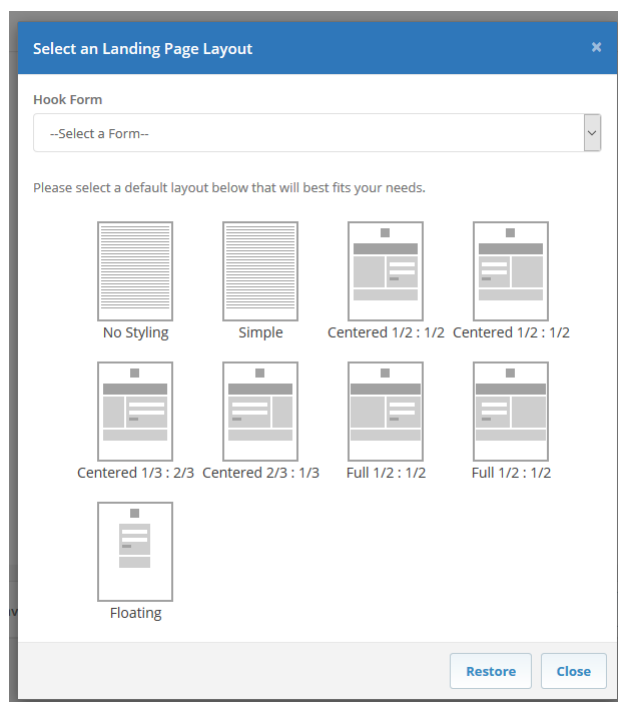 Select an Landing Page Layout ×
Hook Form
--Select a Form--
Please select a default layout below that will best fits your needs.
No Styling Simple Centered 1/2 : 1/2 Centered 1/2 : 1/2
Centered 1/3 : 2/3 Centered 2/3 : 1/3 Full 1/2 : 1/2 Full 1/2 : 1/2
Floating
Restore Close